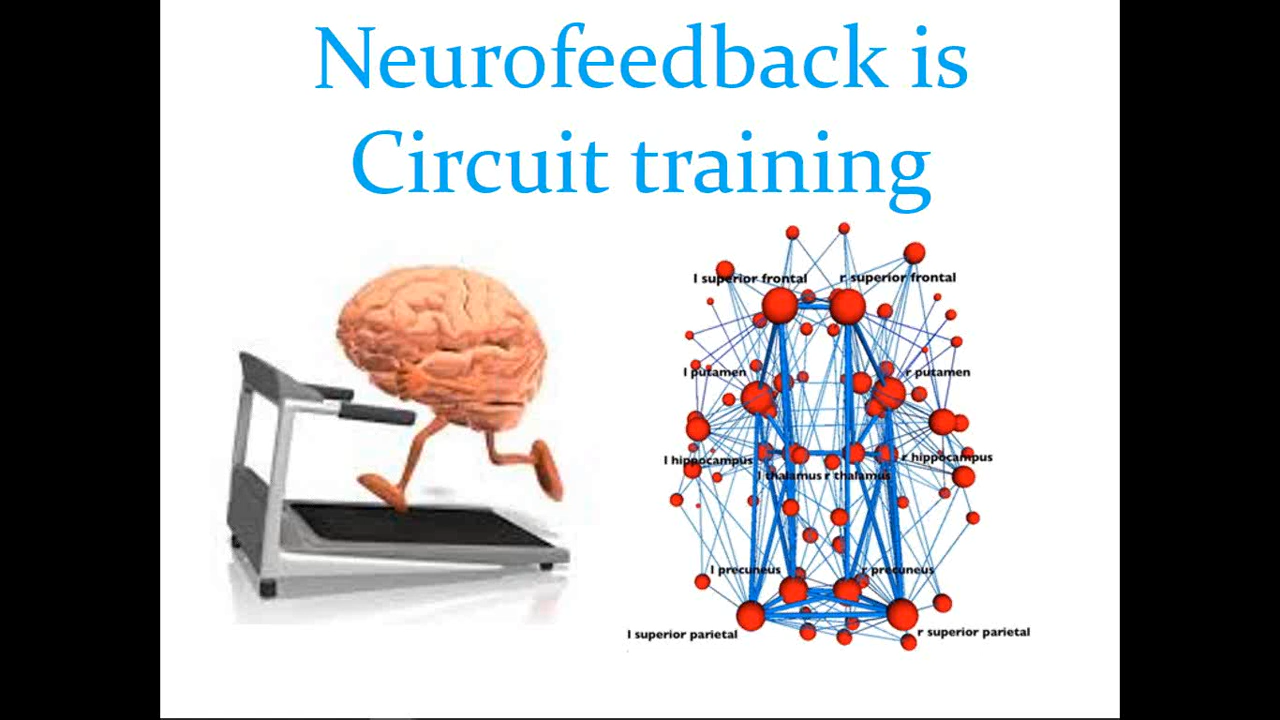 Neurofeedback is
Circuit training
l superior frontal r superior frontal
l putamen r putamen
l hippocampus r hippocampus
l thalamus r thalamus
l precuneus r precuneus
l superior parietal r superior parietal